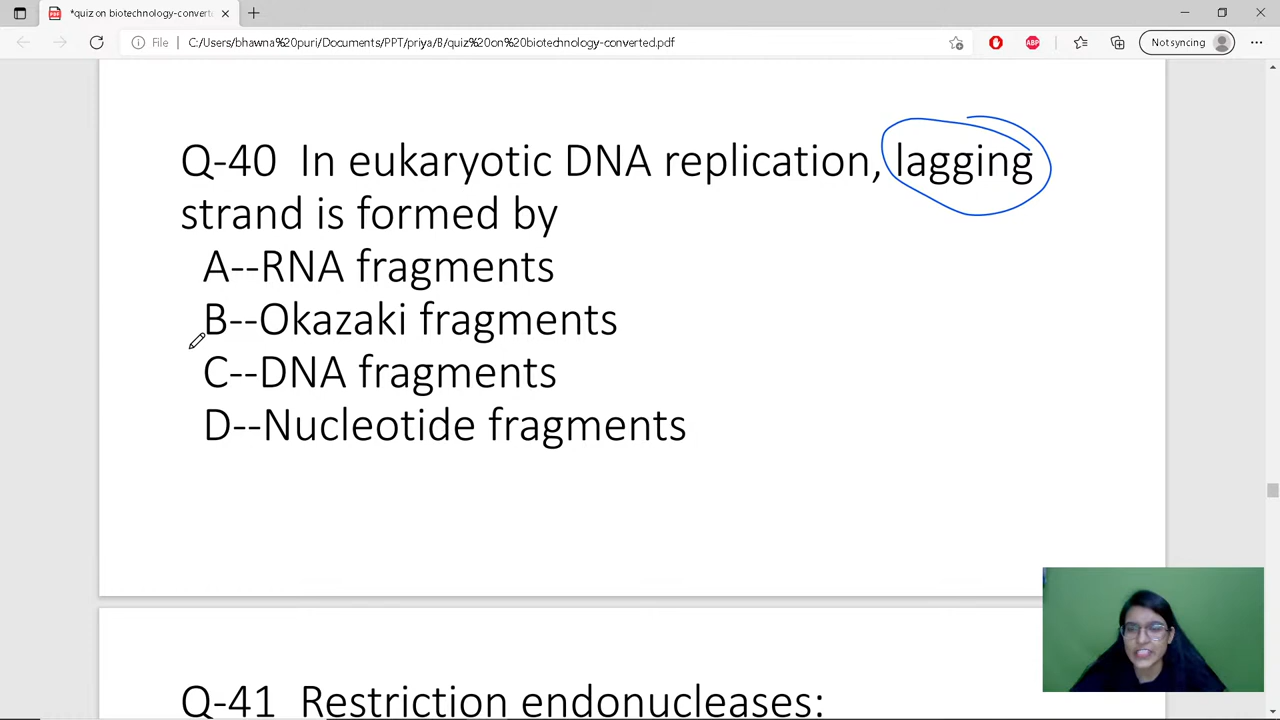 *quiz on biotechnology-convert
File
C:/Users/bhawna%20puri/Documents/PPT/priya/B/quiz%20on%20biotechnology-converted.pdf
ABP
Not syncing
Q-40 In eukaryotic DNA replication, lagging
strand is formed by
A--RNA fragments
B--Okazaki fragments
C--DNA fragments
D--Nucleotide fragments
Q-41 Restriction endonucleases: